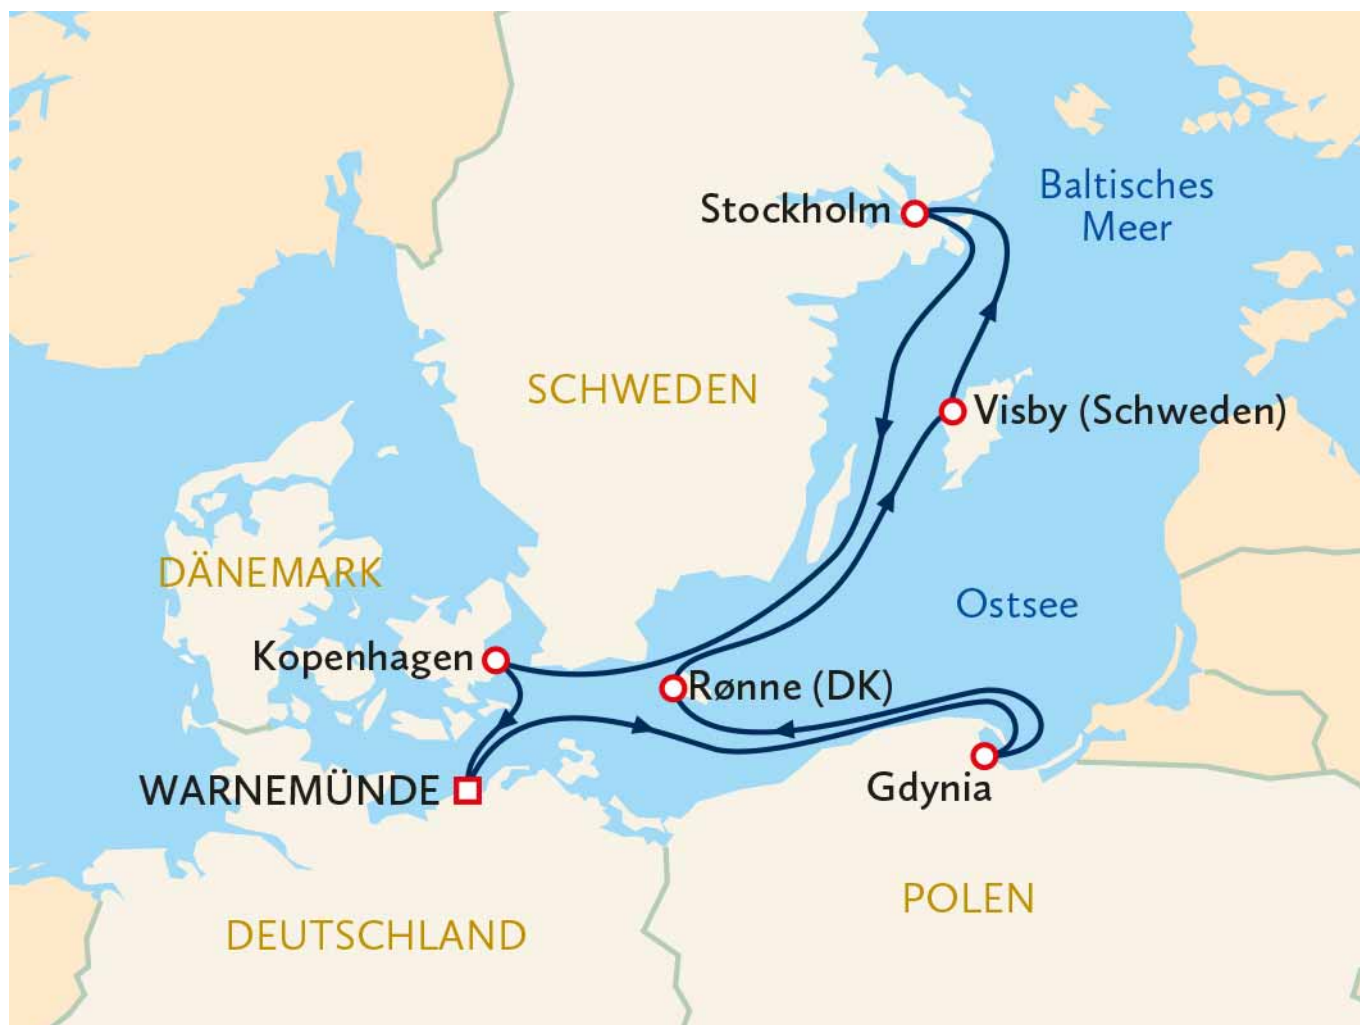 Baltisches
Meer
Stockholm
SCHWEDEN
Visby (Schweden)
DÄNEMARK
Ostsee
Kopenhagen
Rønne (DK)
WARNEMÜNDE
Gdynia
POLEN
DEUTSCHLAND